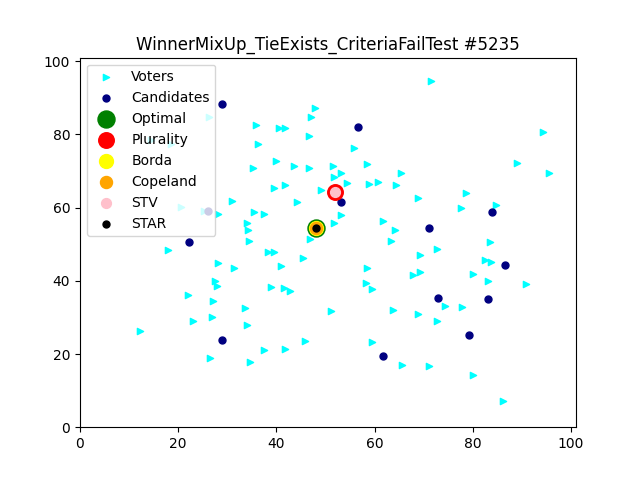 WinnerMixUp_TieExists_CriteriaFailTest #5235
100
80
60
40
20
0
0 20 40 60 80 100
Voters
Candidates
Optimal
Plurality
Borda
Copeland
STV
STAR